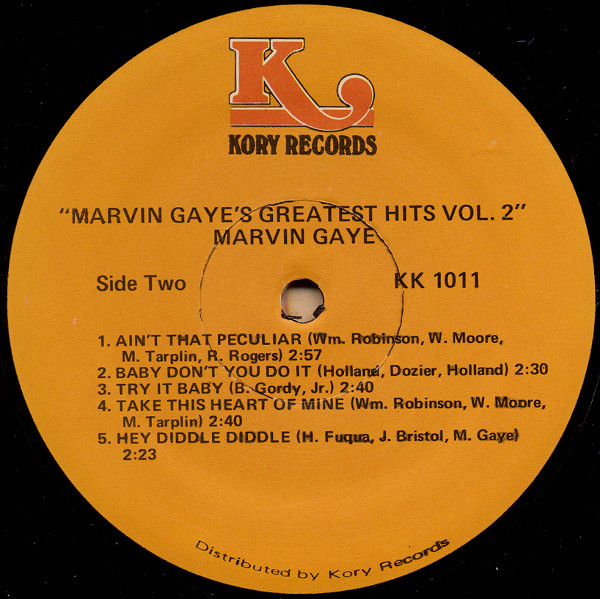 K
KORY RECORDS
"MARVIN GAYE'S GREATEST HITS VOL. 2"
MARVIN GAYE
Side Two KK 1011
1. AIN'T THAT PECULIAR (Wm. Robinson, W. Moore,
M. Tarplin, R. Rogers) 2:57
2. BABY DON'T YOU DO IT (Holland, Dozier, Holland) 2:30
3. TRY IT BABY (B. Gordy, Jr.) 2:40
4. TAKE THIS HEART OF MINE (Wm. Robinson, W. Moore,
M. Tarplin) 2:40
5. HEY DIDDLE DIDDLE (H. Fuqua, J. Bristol, M. Gaye)
2:23
Distributed by Kory Records